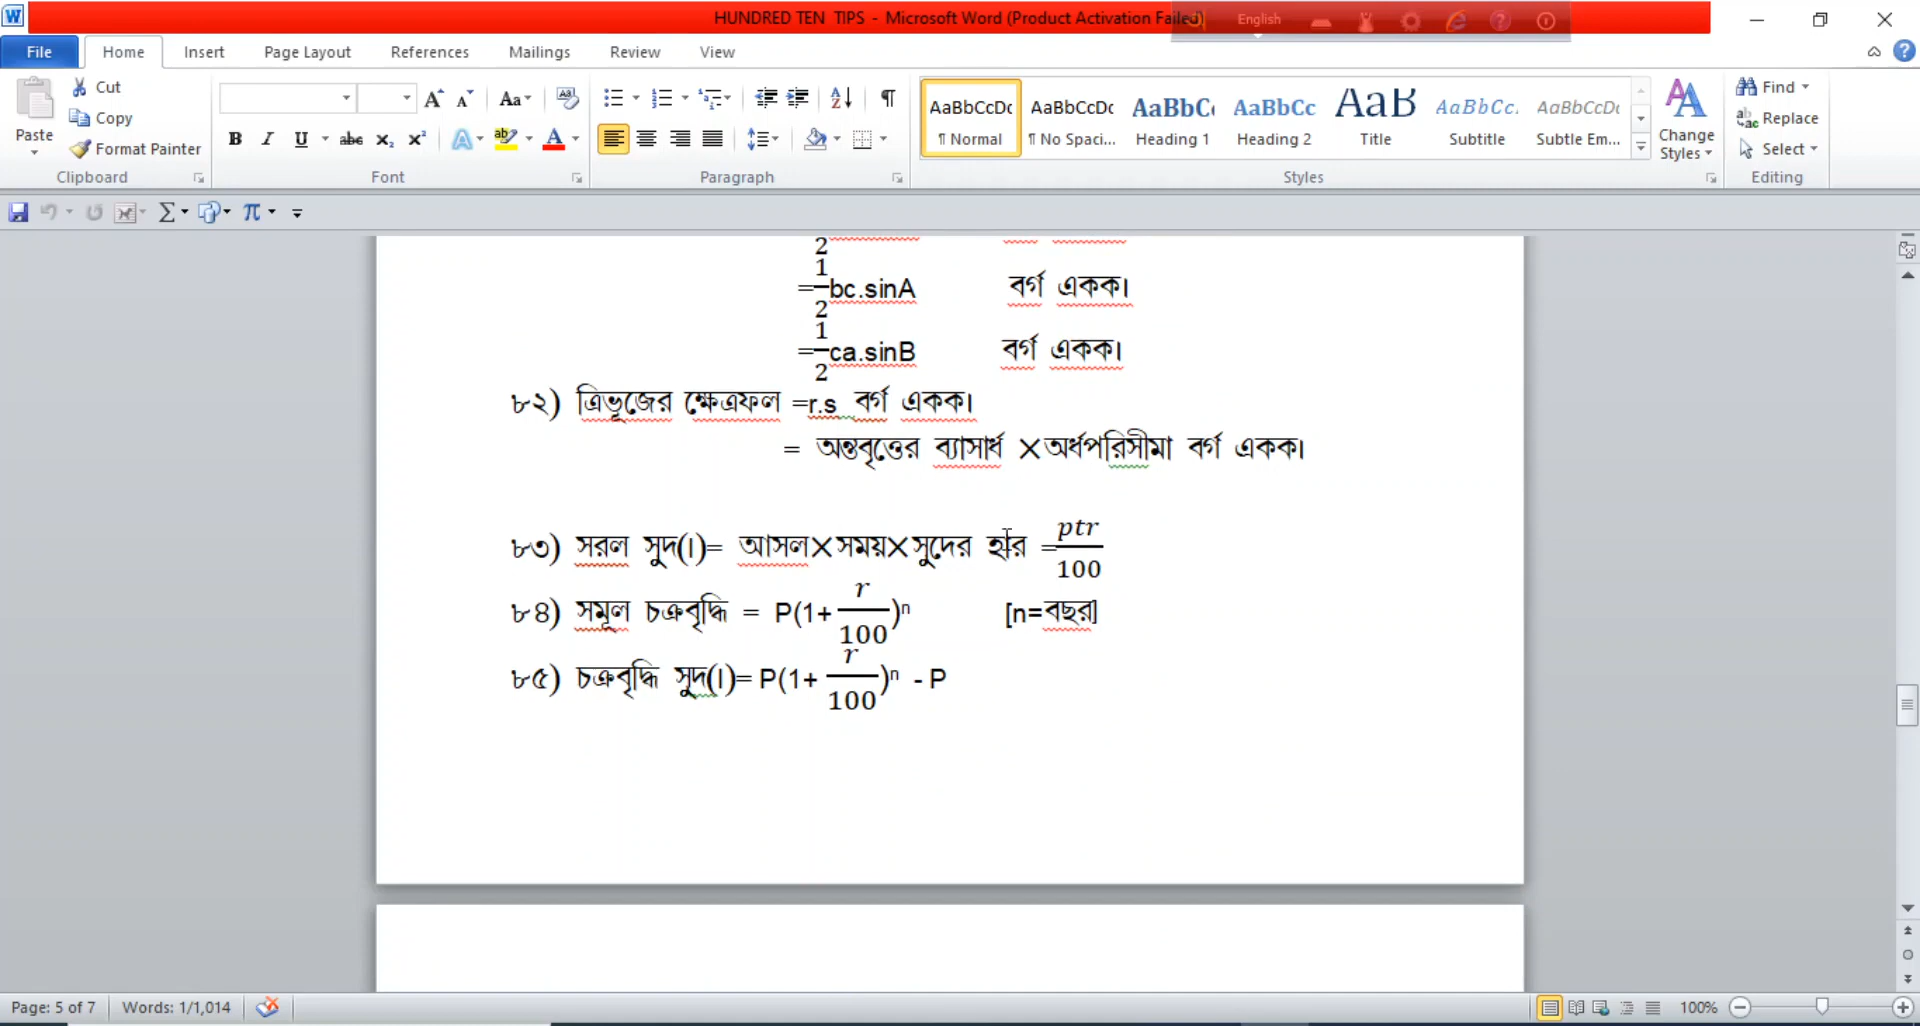 HUNDRED TEN TIPS - Microsoft Word (Product Activation Failed)
English
File Home Insert Page Layout References Mailings Review View
Paste
Cut
Copy
Format Painter
Clipboard
Font
Paragraph
AaBbCcDc AaBbCcDc AaBbC AaBbCc AaB AaBbCc. AaBbCcDc
¶ Normal ¶ No Spaci... Heading 1 Heading 2 Title Subtitle Subtle Em...
Change Styles
Styles
Find
Replace
Select
Editing
2
=1/2 bc.sinA বর্গ একক।
=1/2 ca.sinB বর্গ একক।
৮২) ত্রিভূজের ক্ষেত্রফল =r.s বর্গ একক।
= অন্তবৃত্তের ব্যাসার্ধ ×অর্ধপরিসীমা বর্গ একক।
৮৩) সরল সুদ(I)= আসল×সময়×সুদের হার =ptr/100
৮৪) সমূল চক্রবৃদ্ধি = P(1+ r/100)ⁿ [n=বছর]
৮৫) চক্রবৃদ্ধি সুদ(I)= P(1+ r/100)ⁿ - P
Page: 5 of 7 Words: 1/1,014 100%